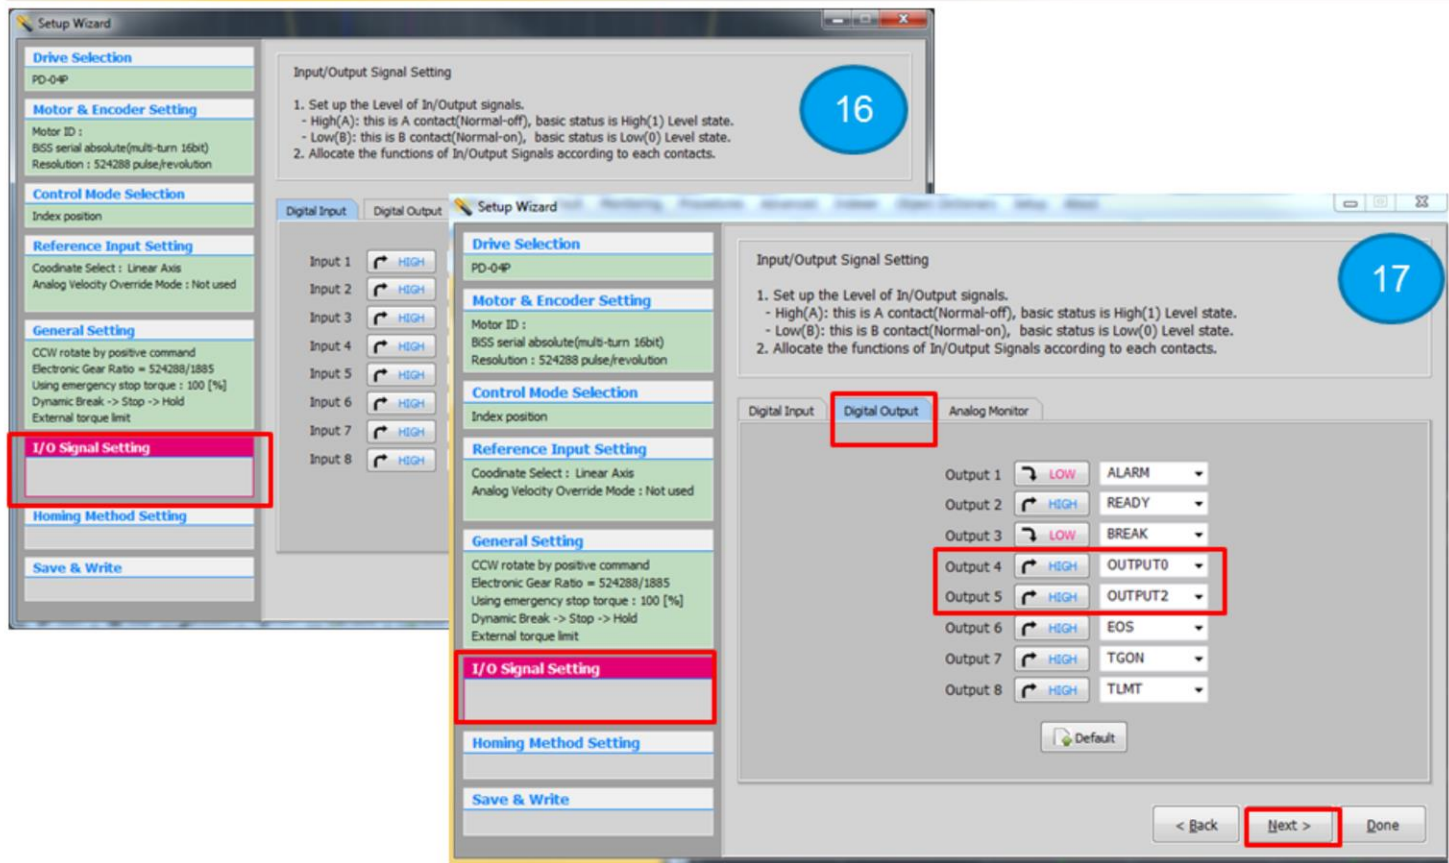 Setup Wizard
Drive Selection
PD-04P
Motor & Encoder Setting
Motor ID :
BiSS serial absolute(multi-turn 16bit)
Resolution : 524288 pulse/revolution
Control Mode Selection
Index position
Reference Input Setting
Coodinate Select : Linear Axis
Analog Velocity Override Mode : Not used
General Setting
CCW rotate by positive command
Electronic Gear Ratio = 524288/1885
Using emergency stop torque : 100 [%]
Dynamic Break -> Stop -> Hold
External torque limit
I/O Signal Setting
Homing Method Setting
Save & Write
Input/Output Signal Setting
1. Set up the Level of In/Output signals.
- High(A): this is A contact(Normal-off), basic status is High(1) Level state.
- Low(B): this is B contact(Normal-on), basic status is Low(0) Level state.
2. Allocate the functions of In/Output Signals according to each contacts.
16
Digital Input Digital Output
Input 1 HIGH
Input 2 HIGH
Input 3 HIGH
Input 4 HIGH
Input 5 HIGH
Input 6 HIGH
Input 7 HIGH
Input 8 HIGH
Setup Wizard
Drive Selection
PD-04P
Motor & Encoder Setting
Motor ID :
BiSS serial absolute(multi-turn 16bit)
Resolution : 524288 pulse/revolution
Control Mode Selection
Index position
Reference Input Setting
Coodinate Select : Linear Axis
Analog Velocity Override Mode : Not used
General Setting
CCW rotate by positive command
Electronic Gear Ratio = 524288/1885
Using emergency stop torque : 100 [%]
Dynamic Break -> Stop -> Hold
External torque limit
I/O Signal Setting
Homing Method Setting
Save & Write
Input/Output Signal Setting
1. Set up the Level of In/Output signals.
- High(A): this is A contact(Normal-off), basic status is High(1) Level state.
- Low(B): this is B contact(Normal-on), basic status is Low(0) Level state.
2. Allocate the functions of In/Output Signals according to each contacts.
17
Digital Input Digital Output Analog Monitor
Output 1 LOW ALARM
Output 2 HIGH READY
Output 3 LOW BREAK
Output 4 HIGH OUTPUT0
Output 5 HIGH OUTPUT2
Output 6 HIGH EOS
Output 7 HIGH TGON
Output 8 HIGH TLMT
Default
< Back Next > Done